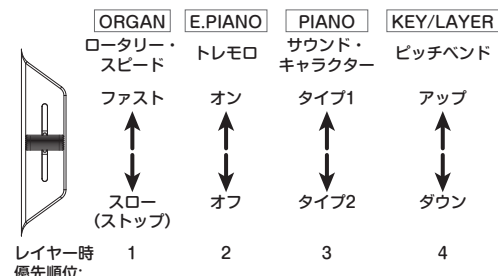 ORGAN E.PIANO PIANO KEY/LAYER
ロータリー・スピード トレモロ サウンド・キャラクター ピッチベンド
ファスト オン タイプ1 アップ
スロー(ストップ) オフ タイプ2 ダウン
レイヤー時 1 2 3 4
優先順位: